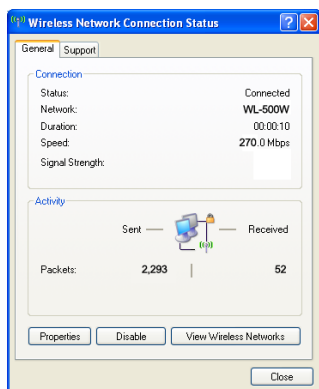 Wireless Network Connection Status
General Support
Connection
Status: Connected
Network: WL-500W
Duration: 00:00:10
Speed: 270.0 Mbps
Signal Strength:
Activity
Sent Received
Packets: 2,293 52
Properties Disable View Wireless Networks
Close